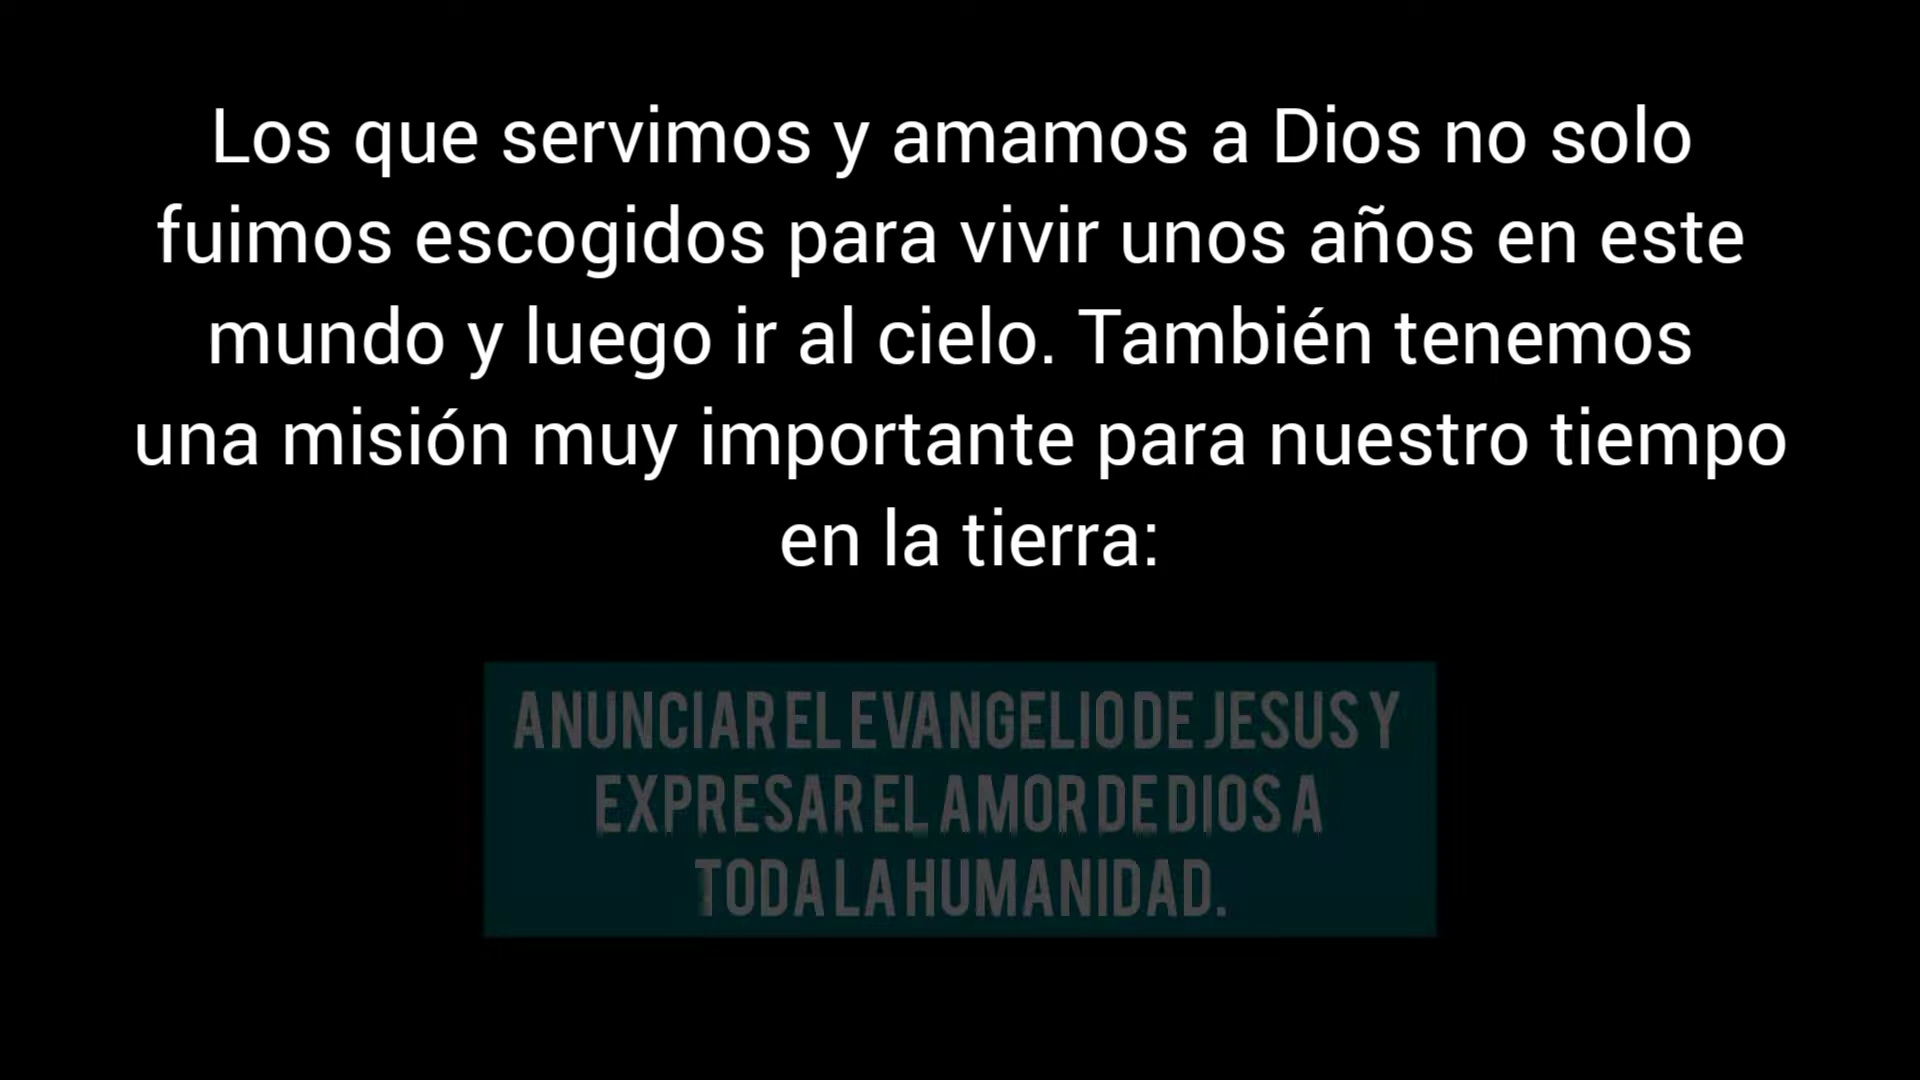 Los que servimos y amamos a Dios no solo
fuimos escogidos para vivir unos años en este
mundo y luego ir al cielo. También tenemos
una misión muy importante para nuestro tiempo
en la tierra:
ANUNCIAR EL EVANGELIO DE JESUS Y
EXPRESAR EL AMOR DE DIOS A
TODA LA HUMANIDAD.